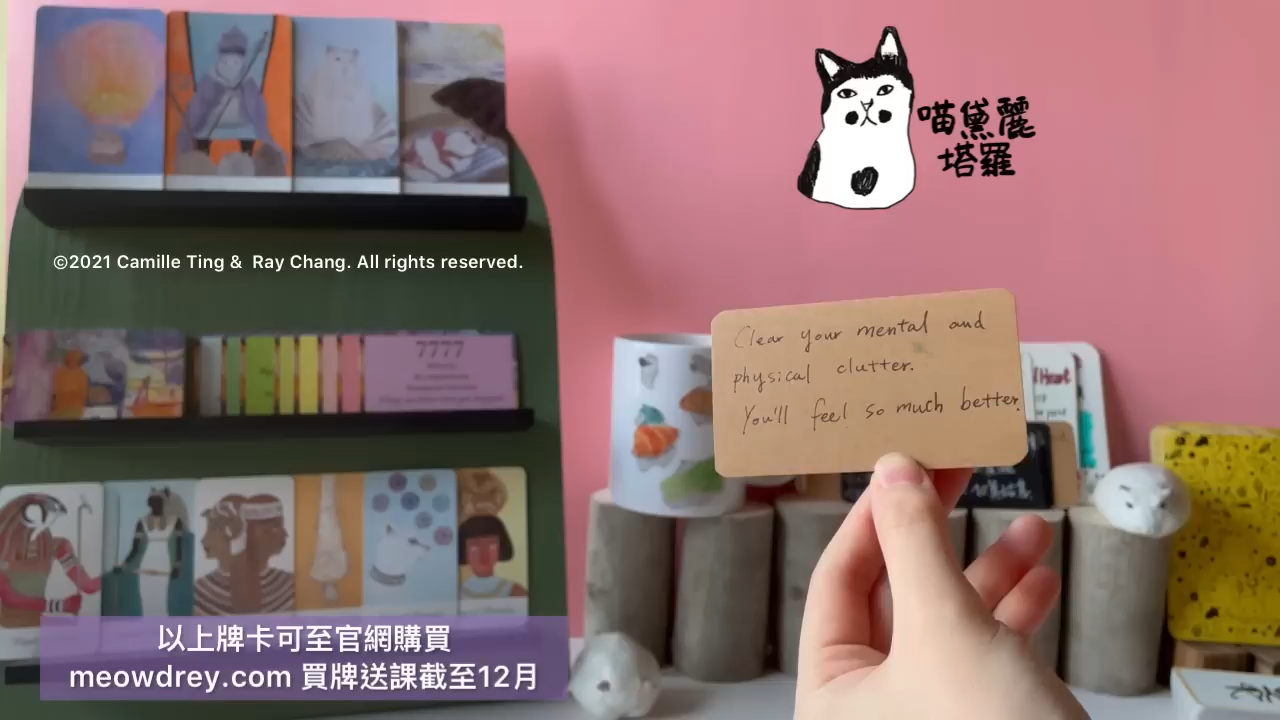 喵黛麗
塔羅
©2021 Camille Ting & Ray Chang. All rights reserved.
7777
Clear your mental and
physical clutter.
You'll feel so much better.
Heart
以上牌卡可至官網購買
meowdrey.com 買牌送課截至12月